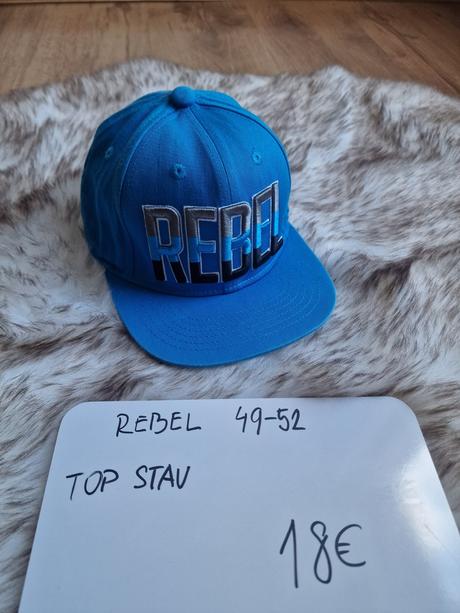 REBEL
REBEL 49-52
TOP STAV
18€